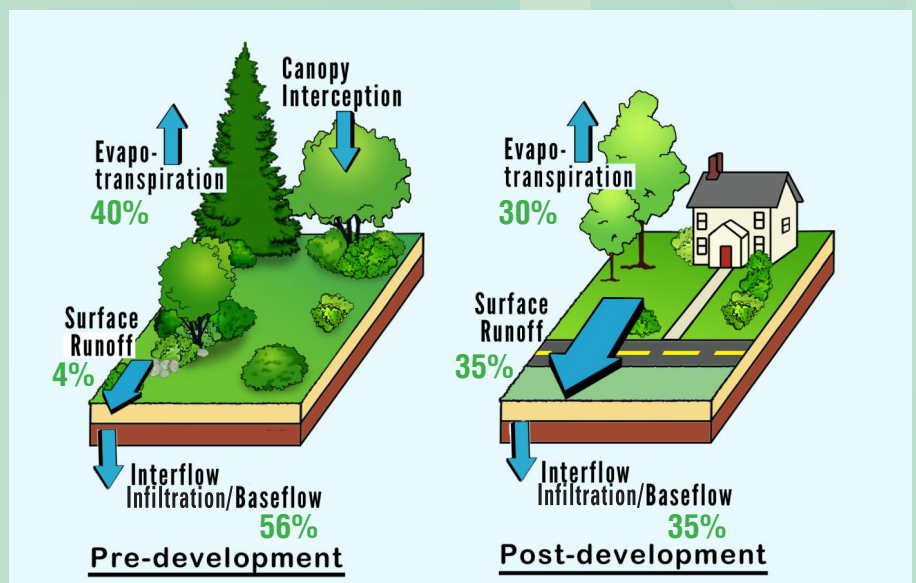 Canopy
Interception
Evapo-
transpiration
40%
Surface
Runoff
4%
Interflow
Infiltration/Baseflow
56%
Pre-development
Evapo-
transpiration
30%
Surface
Runoff
35%
Interflow
Infiltration/Baseflow
35%
Post-development